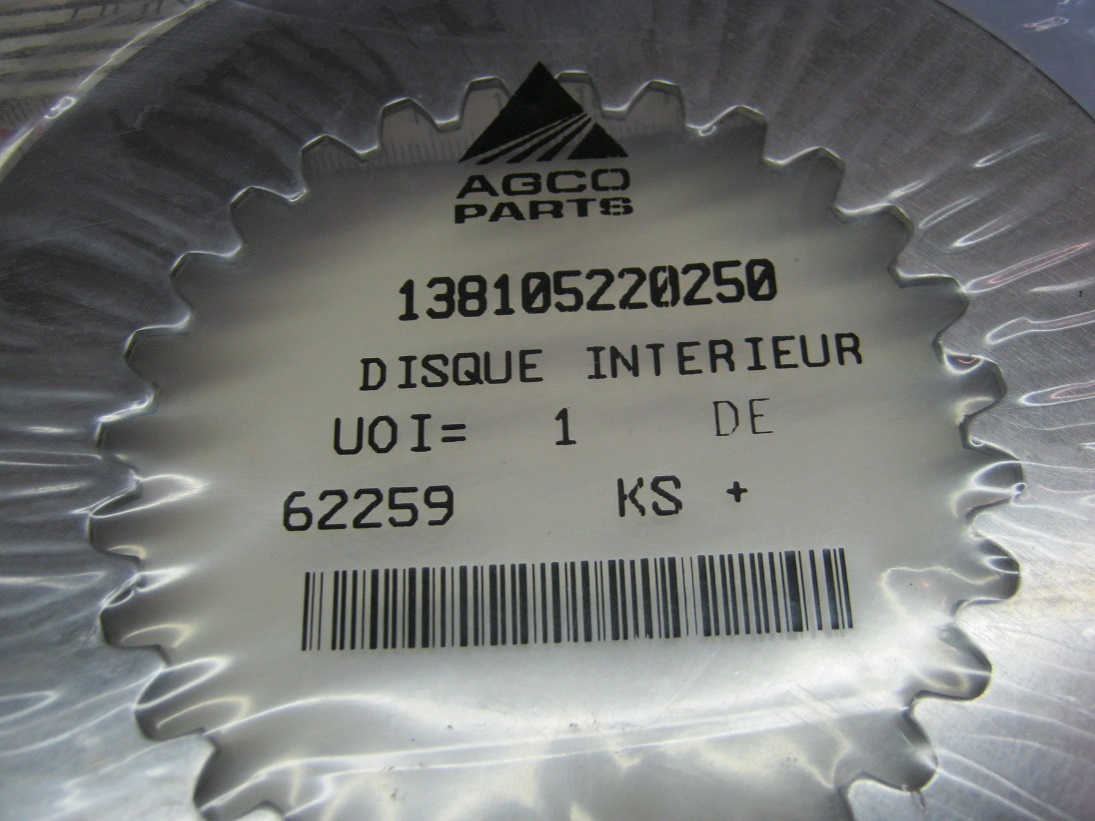 AGCO
PARTS
138105220250
DISQUE INTERIEUR
UOI= 1 DE
62259 KS +